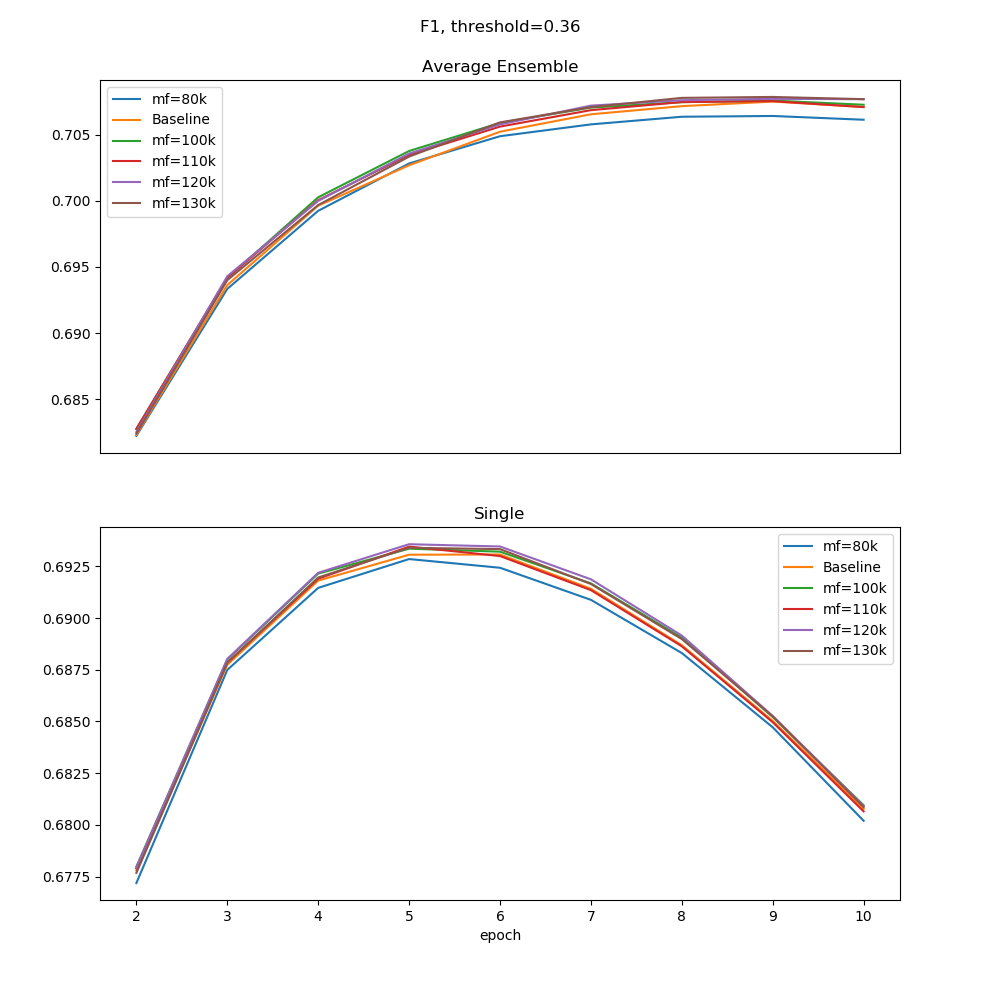 F1, threshold=0.36
Average Ensemble
mf=80k
Baseline
mf=100k
mf=110k
mf=120k
mf=130k
0.705
0.700
0.695
0.690
0.685
Single
mf=80k
Baseline
mf=100k
mf=110k
mf=120k
mf=130k
0.6925
0.6900
0.6875
0.6850
0.6825
0.6800
0.6775
2 3 4 5 6 7 8 9 10
epoch